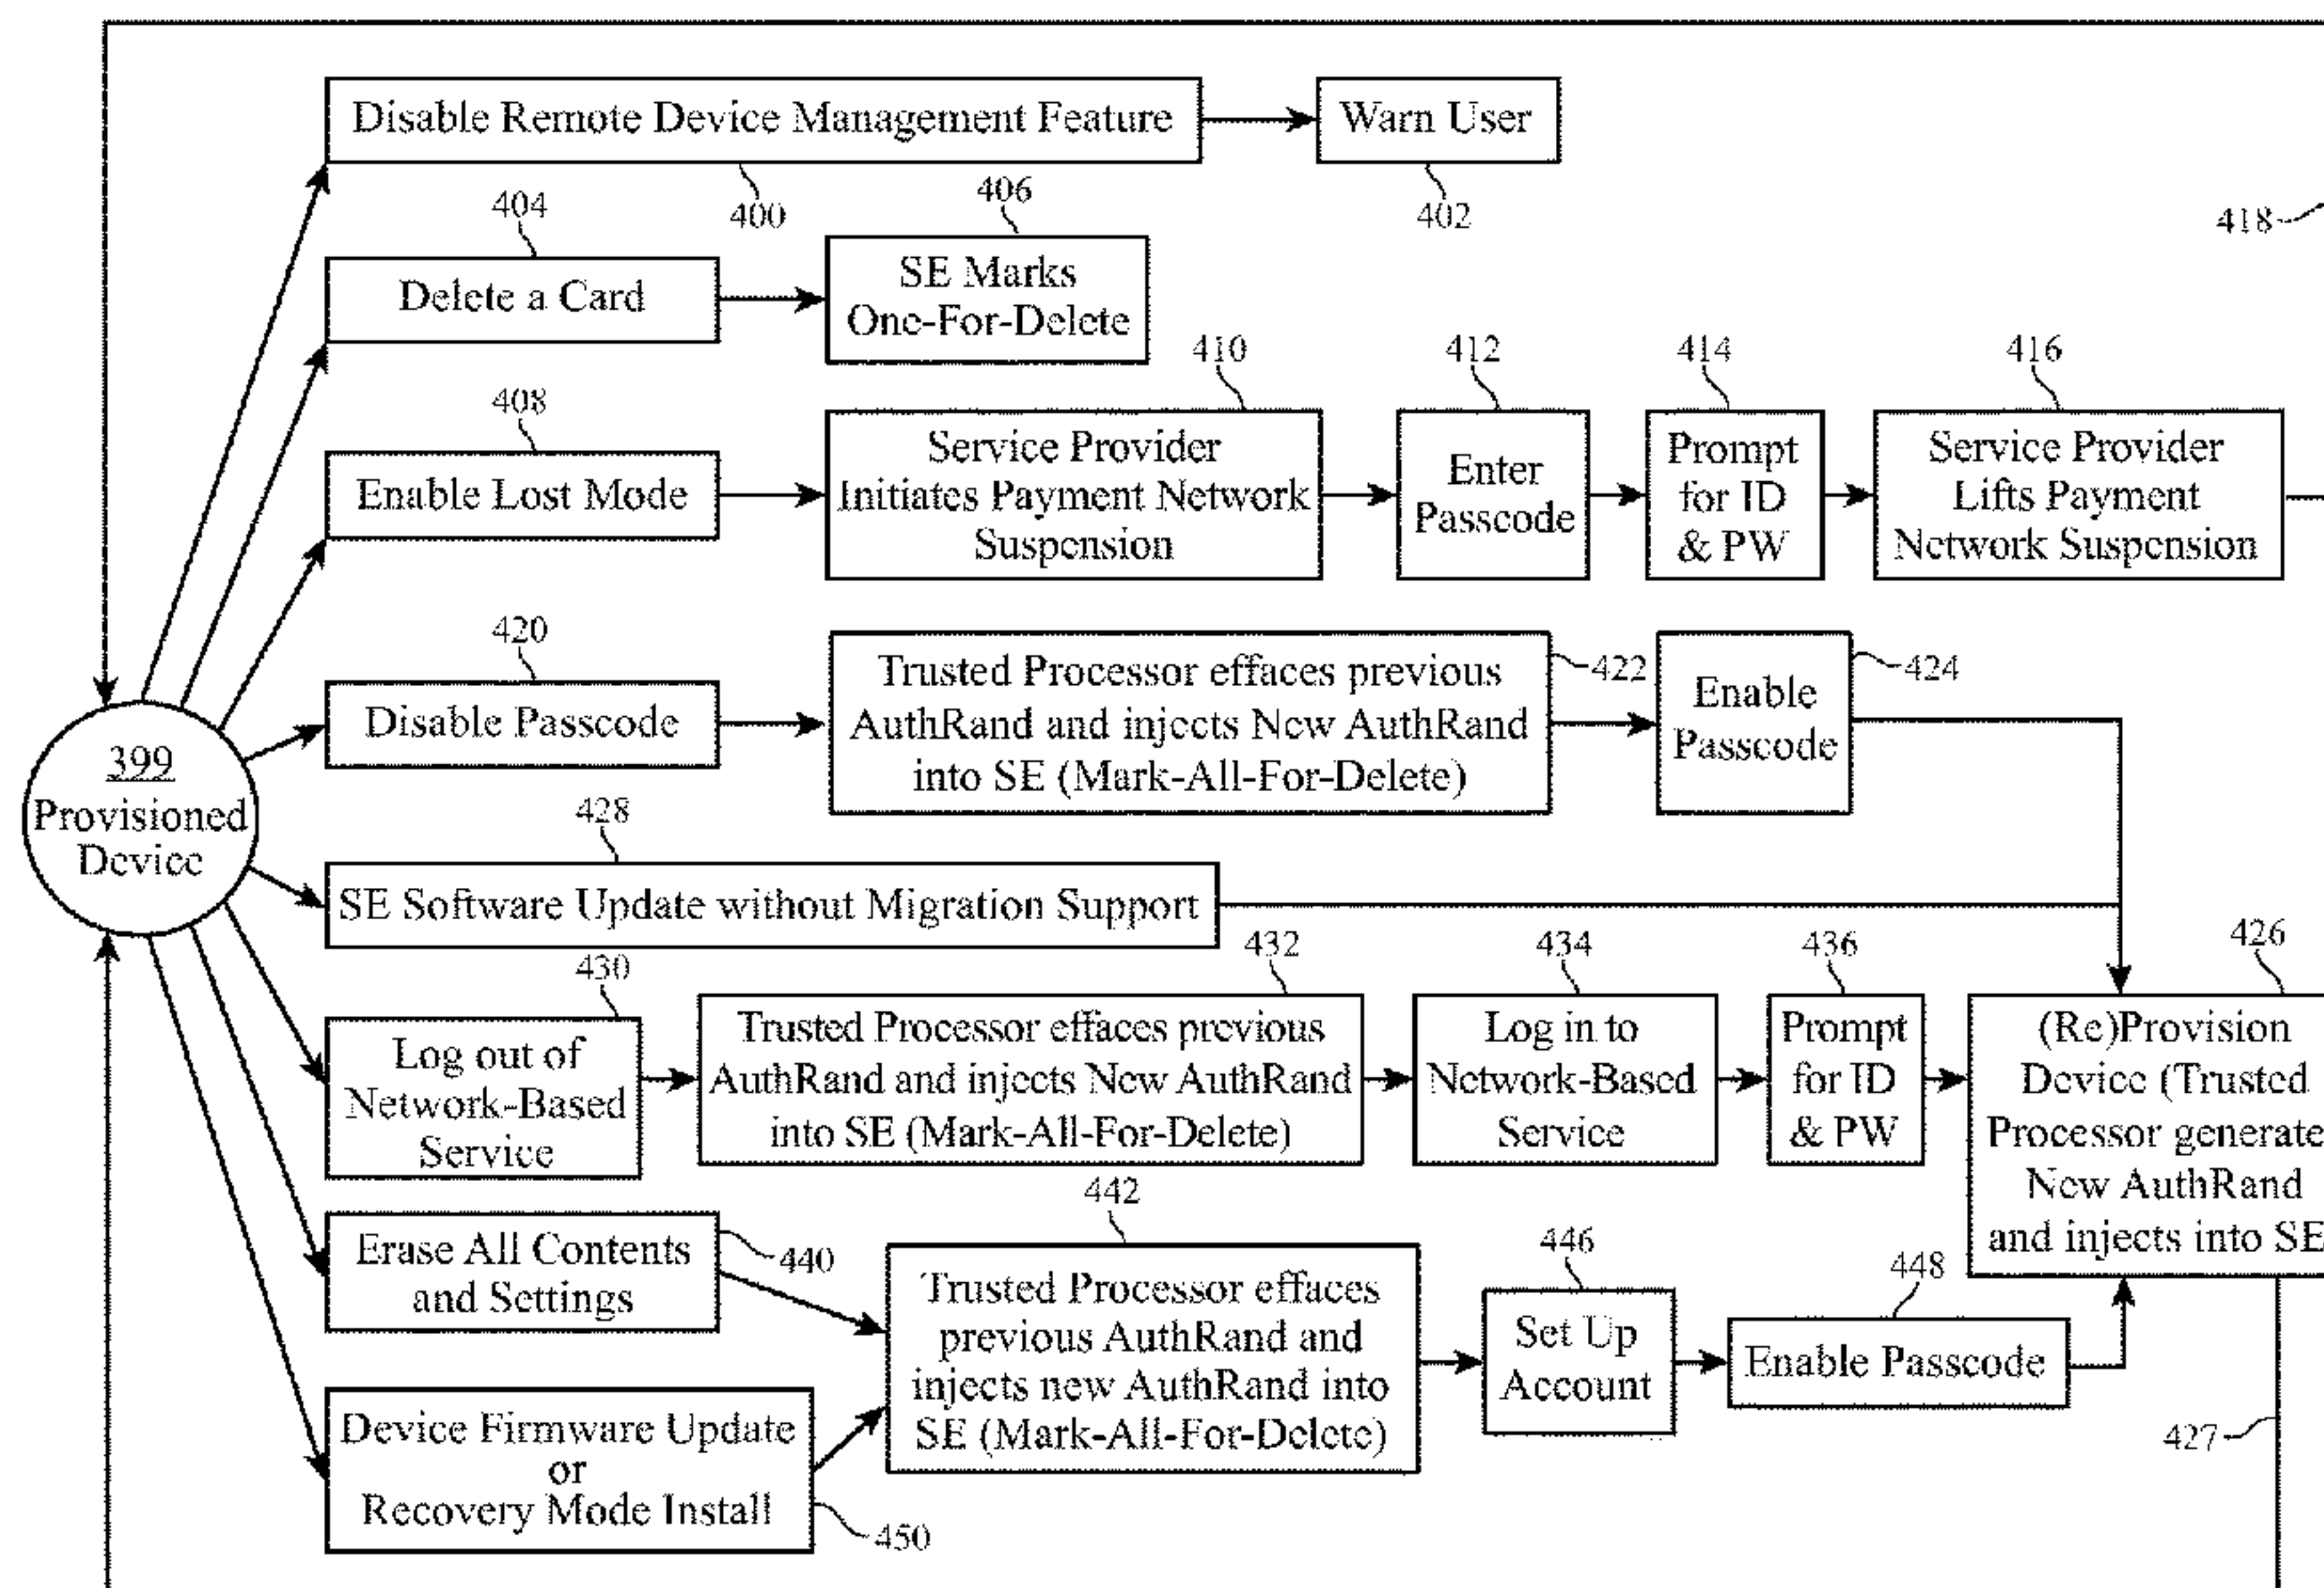 Disable Remote Device Management Feature
400
Warn User
402
404
Delete a Card
406
SE Marks
One-For-Delete
408
Enable Lost Mode
410
Service Provider
Initiates Payment Network
Suspension
412
Enter
Passcode
414
Prompt
for ID
& PW
416
Service Provider
Lifts Payment
Network Suspension
418
420
Disable Passcode
Trusted Processor effaces previous
AuthRand and injects New AuthRand
into SE (Mark-All-For-Delete)
422
Enable
Passcode
424
399
Provisioned
Device
428
SE Software Update without Migration Support
430
Log out of
Network-Based
Service
432
Trusted Processor effaces previous
AuthRand and injects New AuthRand
into SE (Mark-All-For-Delete)
434
Log in to
Network-Based
Service
436
Prompt
for ID
& PW
426
(Re)Provision
Device (Trusted
Processor generate
New AuthRand
and injects into SE
Erase All Contents
and Settings
440
442
Trusted Processor effaces
previous AuthRand and
injects new AuthRand into
SE (Mark-All-For-Delete)
446
Set Up
Account
448
Enable Passcode
427
Device Firmware Update
or
Recovery Mode Install
450